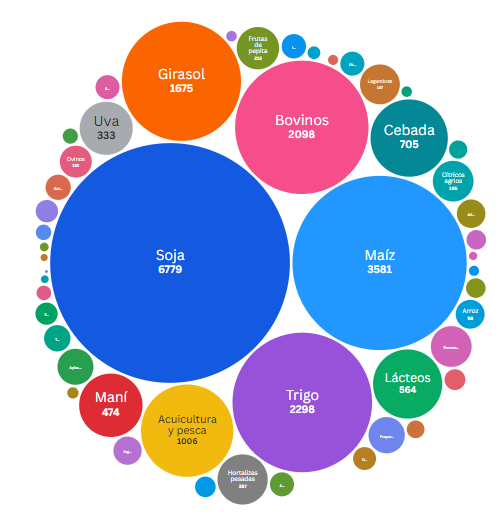 Girasol
1675
Frutas
de
pepita
212
Bovinos
2098
Legumbres
Uva
333
Cebada
705
Ovinos
Cítricos
agrios
Soja
6779
Maíz
3581
Arroz
Lácteos
564
Trigo
2298
Maní
474
Acuicultura
y pesca
1006
Hortalizas
pesadas